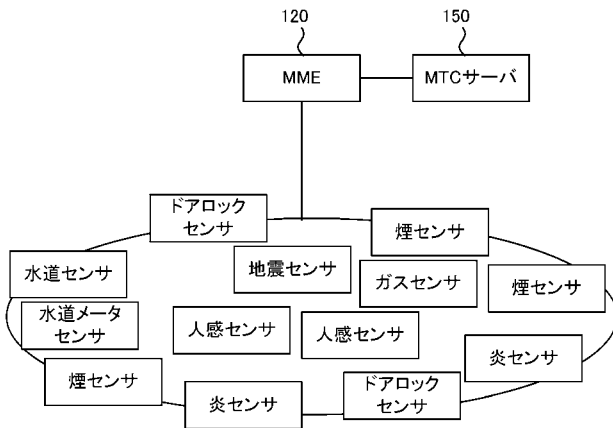 120
150
MME
MTCサーバ
ドアロック
センサ
煙センサ
水道センサ
地震センサ
ガスセンサ
煙センサ
水道メータ
センサ
人感センサ
人感センサ
炎センサ
煙センサ
炎センサ
ドアロック
センサ